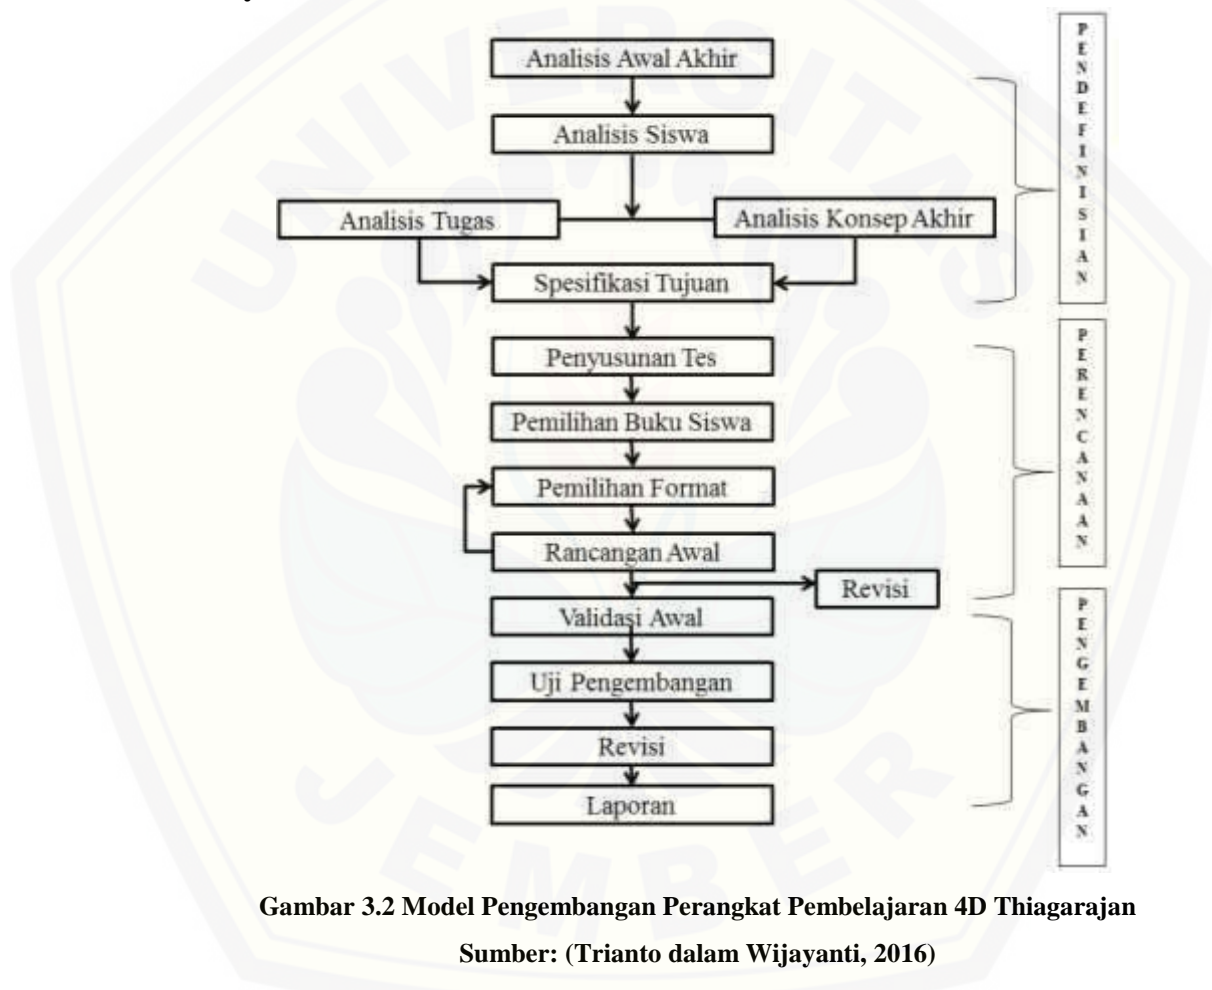 Analisis Awal Akhir
Analisis Siswa
Analisis Tugas
Analisis Konsep Akhir
Spesifikasi Tujuan
Penyusunan Tes
Pemilihan Buku Siswa
Pemilihan Format
Rancangan Awal
Revisi
Validasi Awal
Uji Pengembangan
Revisi
Laporan
PENDEFINISIAN
PERENCANAAN
PENGEMBANGAN
Gambar 3.2 Model Pengembangan Perangkat Pembelajaran 4D Thiagarajan
Sumber: (Trianto dalam Wijayanti, 2016)
UNIVERSITAS
JEMBER